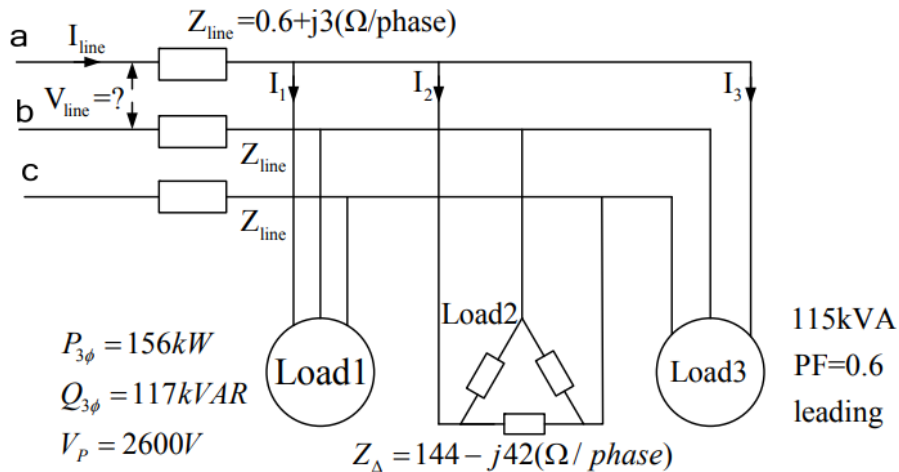 Z_line=0.6+j3(Ω/phase)
a
I_line
I_1
I_2
I_3
V_line=?
b
Z_line
c
Z_line
Load2
Load1
Load3
P_3ϕ = 156kW
Q_3ϕ = 117kVAR
V_P = 2600V
115kVA
PF=0.6
leading
Z_Δ = 144 − j42(Ω/ phase)